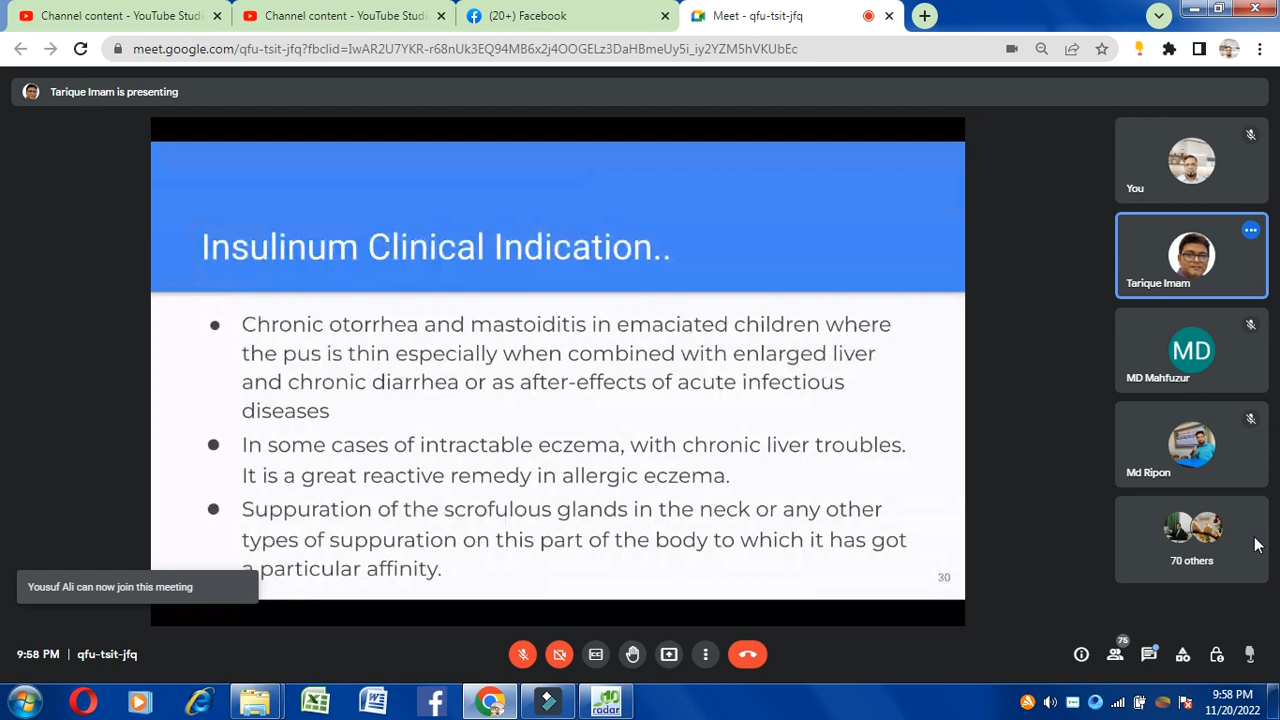 Channel content - YouTube Studi
Channel content - YouTube Studi
(20+) Facebook
Meet - qfu-tsit-jfq
meet.google.com/qfu-tsit-jfq?fbclid=IwAR2U7YKR-r68nUk3EQ94MB6x2j4OOGELz3DaHBmeUy5i_iy2YZM5hVKUbEc
Tarique Imam is presenting
Insulinum Clinical Indication..
● Chronic otorrhea and mastoiditis in emaciated children where
the pus is thin especially when combined with enlarged liver
and chronic diarrhea or as after-effects of acute infectious
diseases
● In some cases of intractable eczema, with chronic liver troubles.
It is a great reactive remedy in allergic eczema.
● Suppuration of the scrofulous glands in the neck or any other
types of suppuration on this part of the body to which it has got
a particular affinity.
30
You
Tarique Imam
MD
MD Mahfuzur
Md Ripon
70 others
Yousuf Ali can now join this meeting
9:58 PM | qfu-tsit-jfq
75
10
radar
9:58 PM
11/20/2022